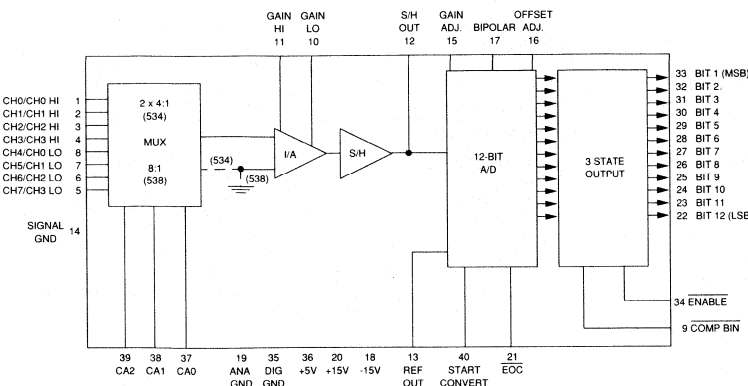 GAIN HI 11
GAIN LO 10
S/H OUT 12
GAIN ADJ. 15
BIPOLAR 17
OFFSET ADJ. 16
CH0/CH0 HI 1
CH1/CH1 HI 2
CH2/CH2 HI 3
CH3/CH3 HI 4
CH4/CH0 LO 8
CH5/CH1 LO 7
CH6/CH2 LO 6
CH7/CH3 LO 5
SIGNAL GND 14
2 x 4:1
(534)
MUX
8:1
(538)
(534)
(538)
I/A
S/H
12-BIT
A/D
3 STATE
OUTPUT
33 BIT 1 (MSB)
32 BIT 2.
31 BIT 3
30 BIT 4
29 BIT 5
28 BIT 6
27 BIT 7
26 BIT 8
25 BIT 9
24 BIT 10
23 BIT 11
22 BIT 12 (LSB
34 ENABLE
9 COMP BIN
39 CA2
38 CA1
37 CA0
19 ANA GND
35 DIG GND
36 +5V
20 +15V
18 -15V
13 REF OUT
40 START CONVERT
21 EOC